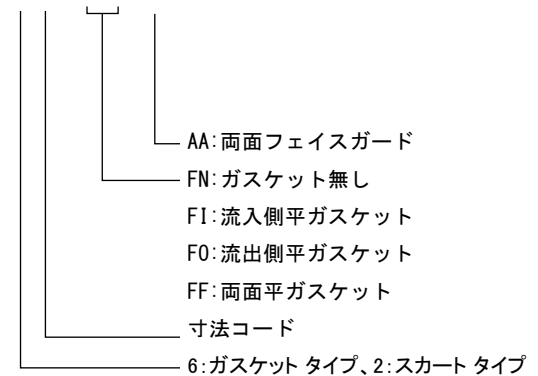 AA:両面フェイスガード
FN:ガスケット無し
FI:流入側平ガスケット
FO:流出側平ガスケット
FF:両面平ガスケット
寸法コード
6:ガスケット タイプ、2:スカート タイプ